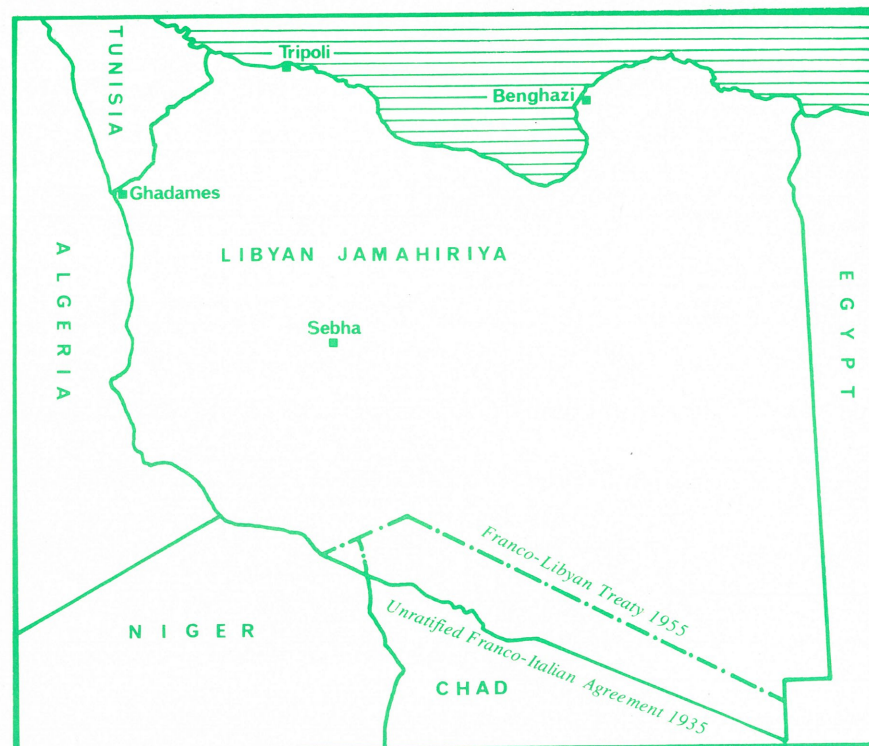 TUNISIA
Tripoli
Benghazi
Ghadames
ALGERIA
LIBYAN JAMAHIRIYA
EGYPT
Sebha
Franco-Libyan Treaty 1955
Unratified Franco-Italian Agreement 1935
NIGER
CHAD